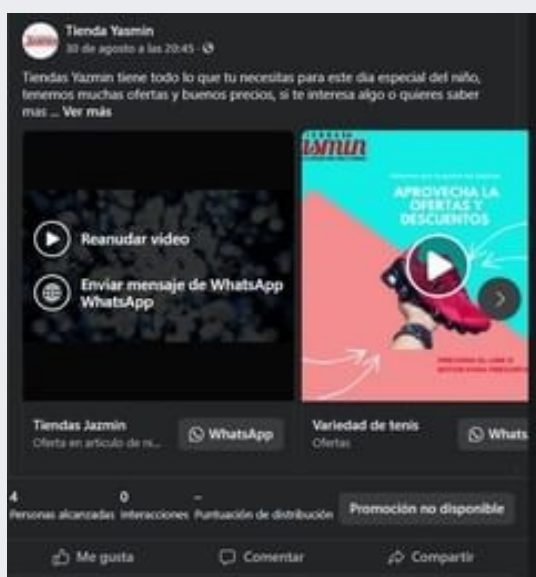 Tienda Yasmin
30 de agosto a las 20:45
Tiendas Yazmin tiene todo lo que tu necesitas para este dia especial del niño,
tenemos muchas ofertas y buenos precios, si te interesa algo o quieres saber
mas ... Ver más
Reanudar video
Enviar mensaje de WhatsApp
WhatsApp
APROVECHA LA
OFERTAS Y
DESCUENTOS
Tiendas Jazmin
Oferta en articulo de ni...
WhatsApp
Variedad de tenis
Ofertas
Whats
4
Personas alcanzadas
0
Interacciones
–
Puntuación de distribución
Promoción no disponible
Me gusta
Comentar
Compartir